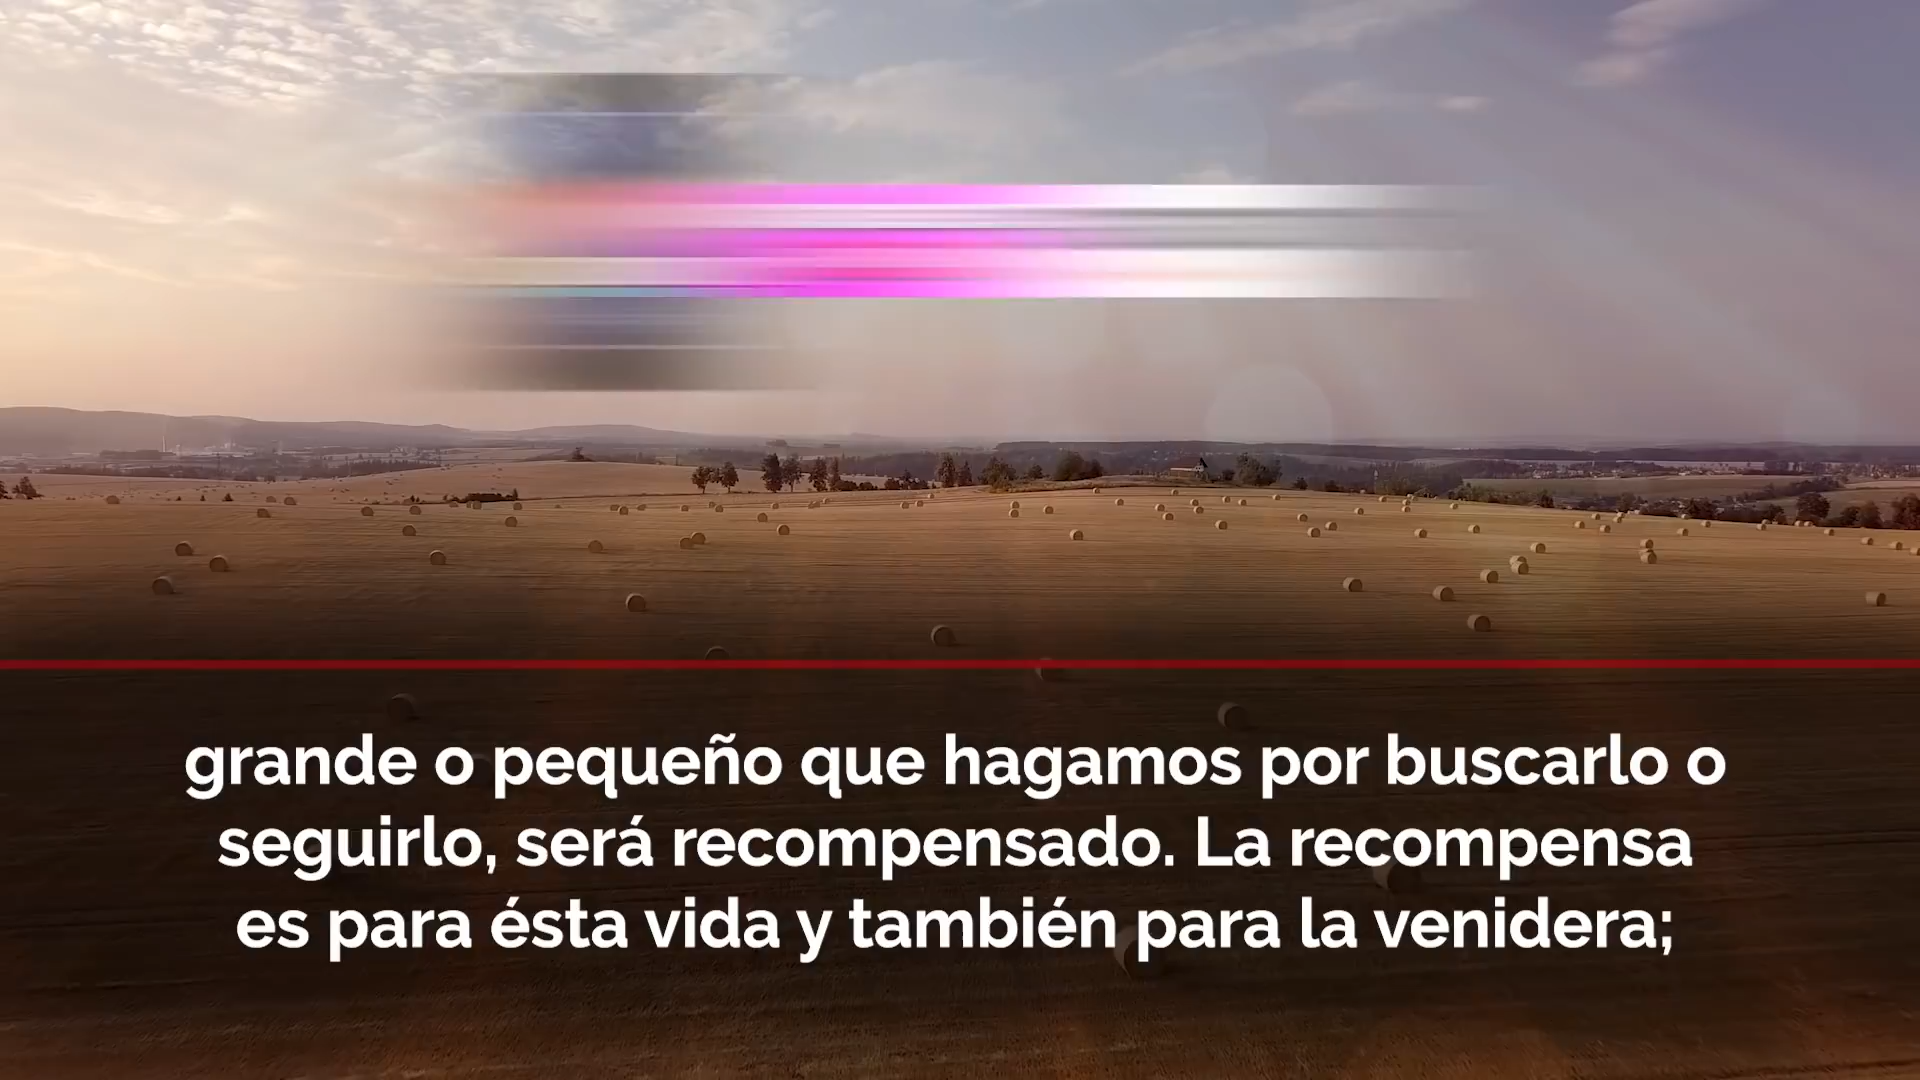 grande o pequeño que hagamos por buscarlo o
seguirlo, será recompensado. La recompensa
es para ésta vida y también para la venidera;